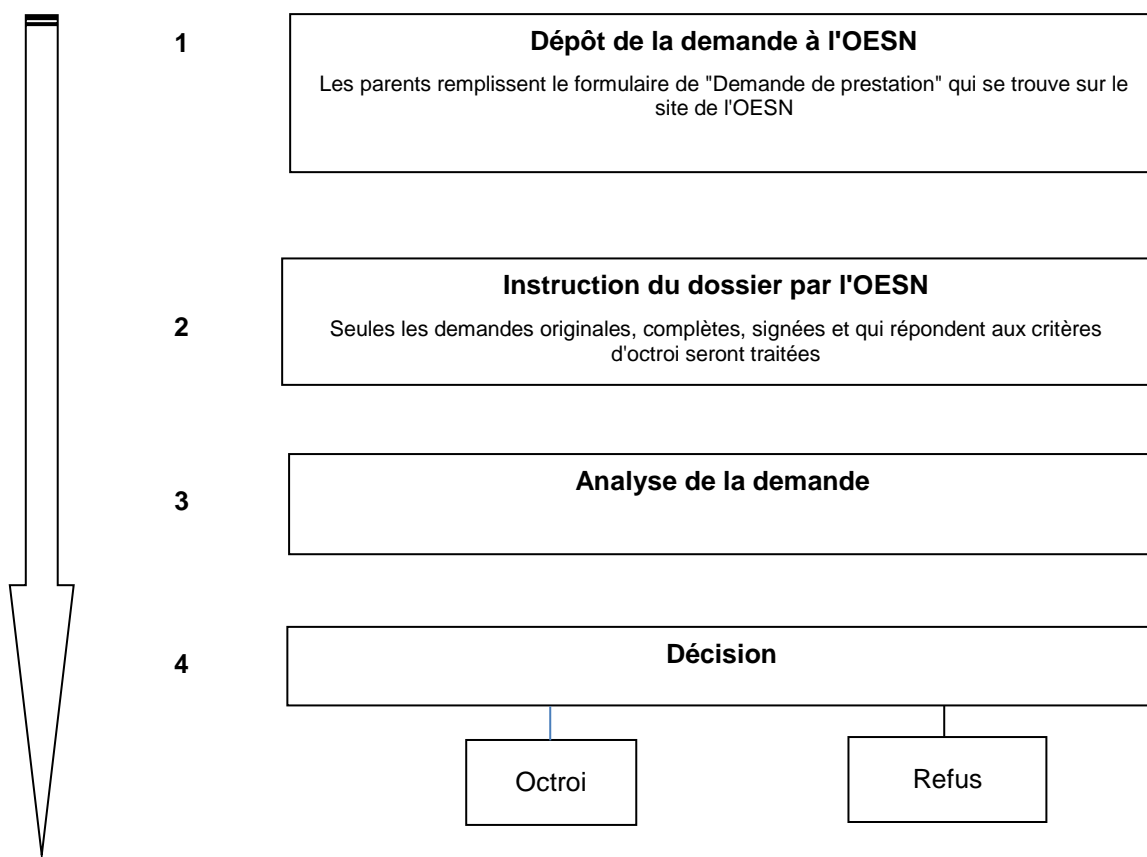 1
Dépôt de la demande à l'OESN
Les parents remplissent le formulaire de "Demande de prestation" qui se trouve sur le
site de l'OESN
2
Instruction du dossier par l'OESN
Seules les demandes originales, complètes, signées et qui répondent aux critères
d'octroi seront traitées
3
Analyse de la demande
4
Décision
Octroi
Refus